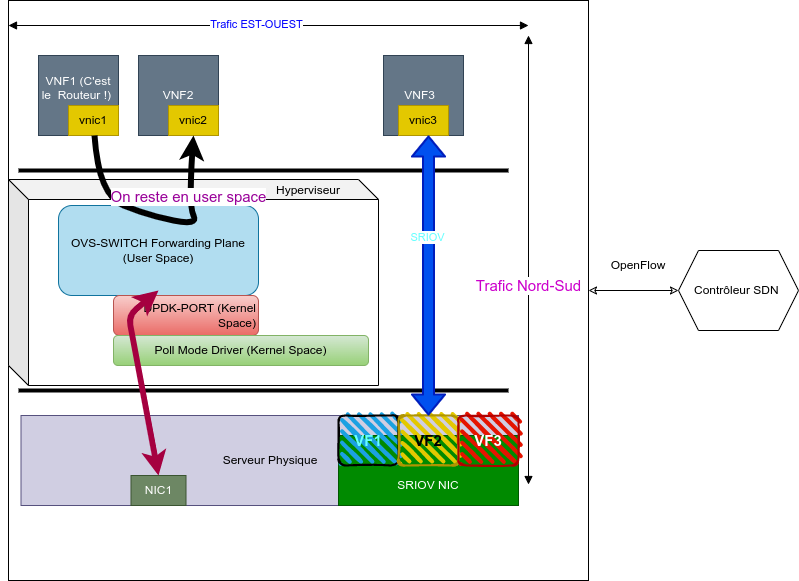 Trafic EST-OUEST
VNF1 (C'est
le Routeur !)
vnic1
VNF2
vnic2
VNF3
vnic3
On reste en user space
Hyperviseur
OVS-SWITCH Forwarding Plane
(User Space)
SRIOV
DPDK-PORT (Kernel
Space)
Poll Mode Driver (Kernel Space)
Trafic Nord-Sud
OpenFlow
Contrôleur SDN
Serveur Physique
NIC1
VF1
VF2
VF3
SRIOV NIC